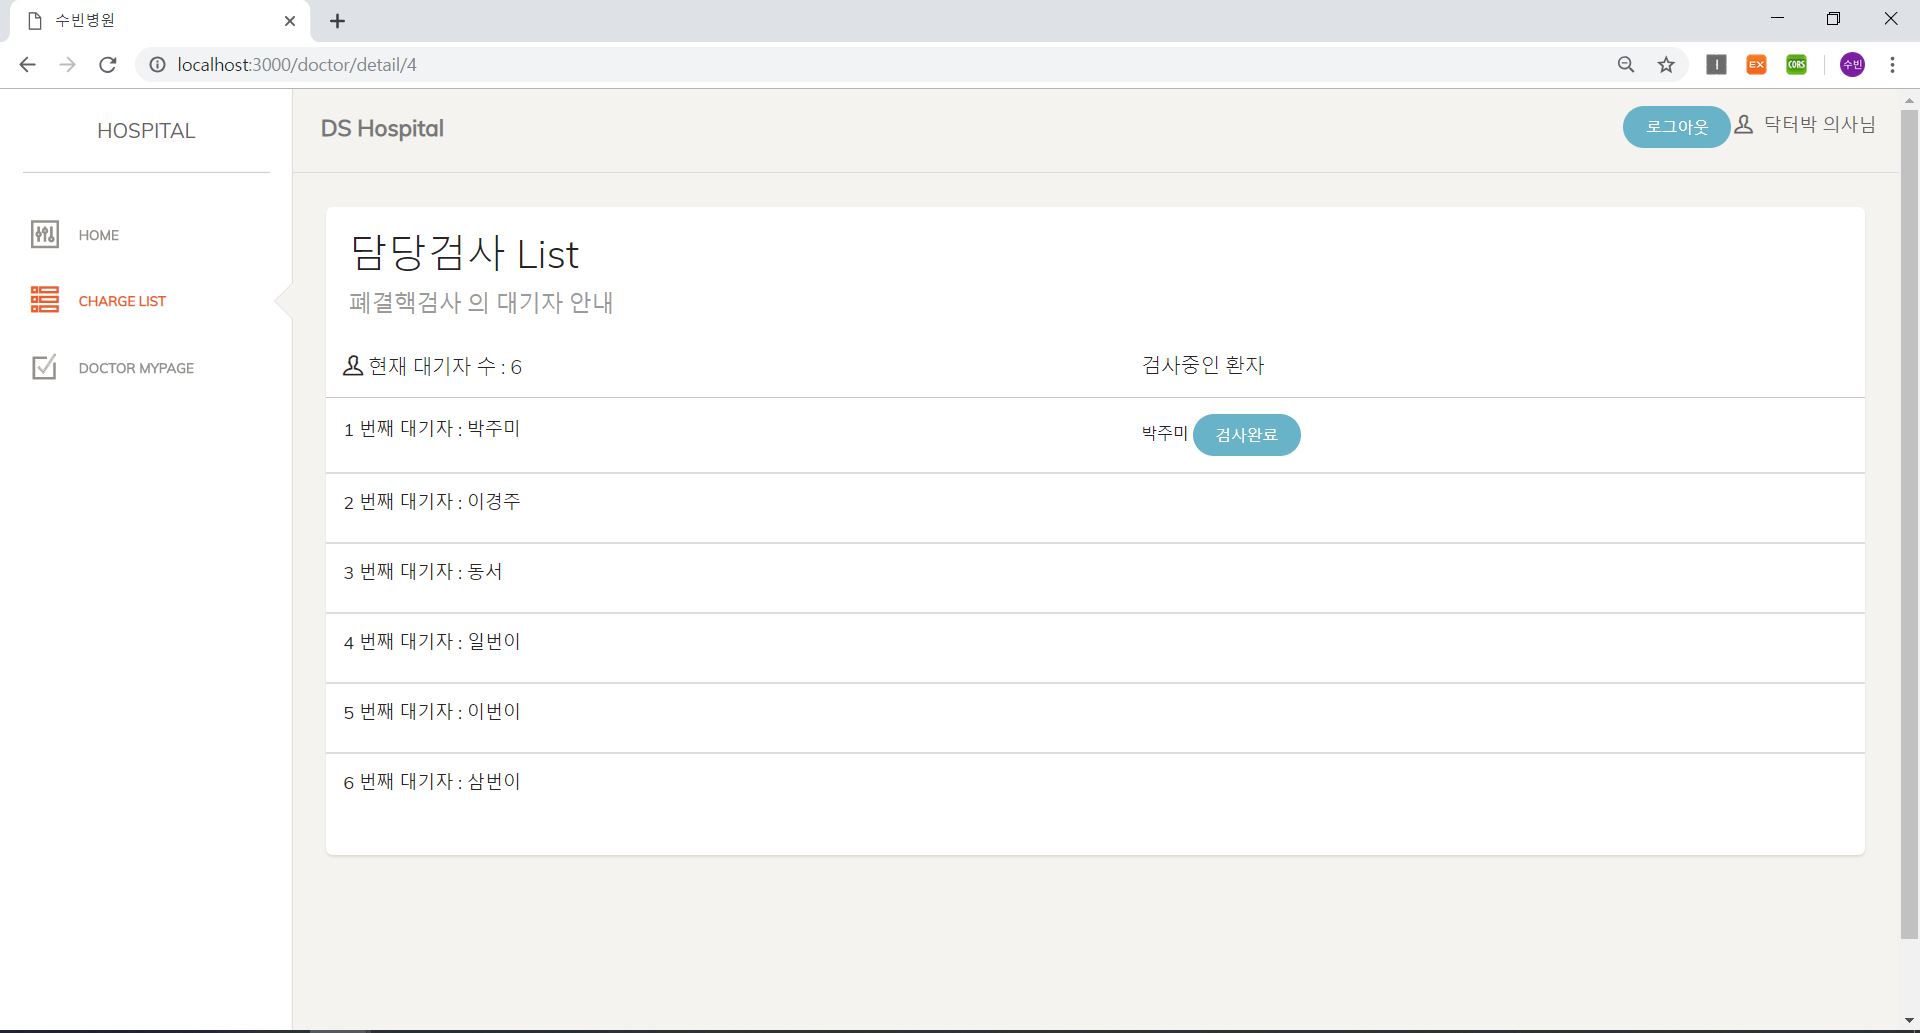 수빈병원
localhost:3000/doctor/detail/4
EX
CORS
수빈
HOSPITAL
DS Hospital
로그아웃
닥터박 의사님
HOME
CHARGE LIST
DOCTOR MYPAGE
담당검사 List
폐결핵검사 의 대기자 안내
현재 대기자 수 : 6
검사중인 환자
1 번째 대기자 : 박주미
박주미 검사완료
2 번째 대기자 : 이경주
3 번째 대기자 : 동서
4 번째 대기자 : 일번이
5 번째 대기자 : 이번이
6 번째 대기자 : 삼번이